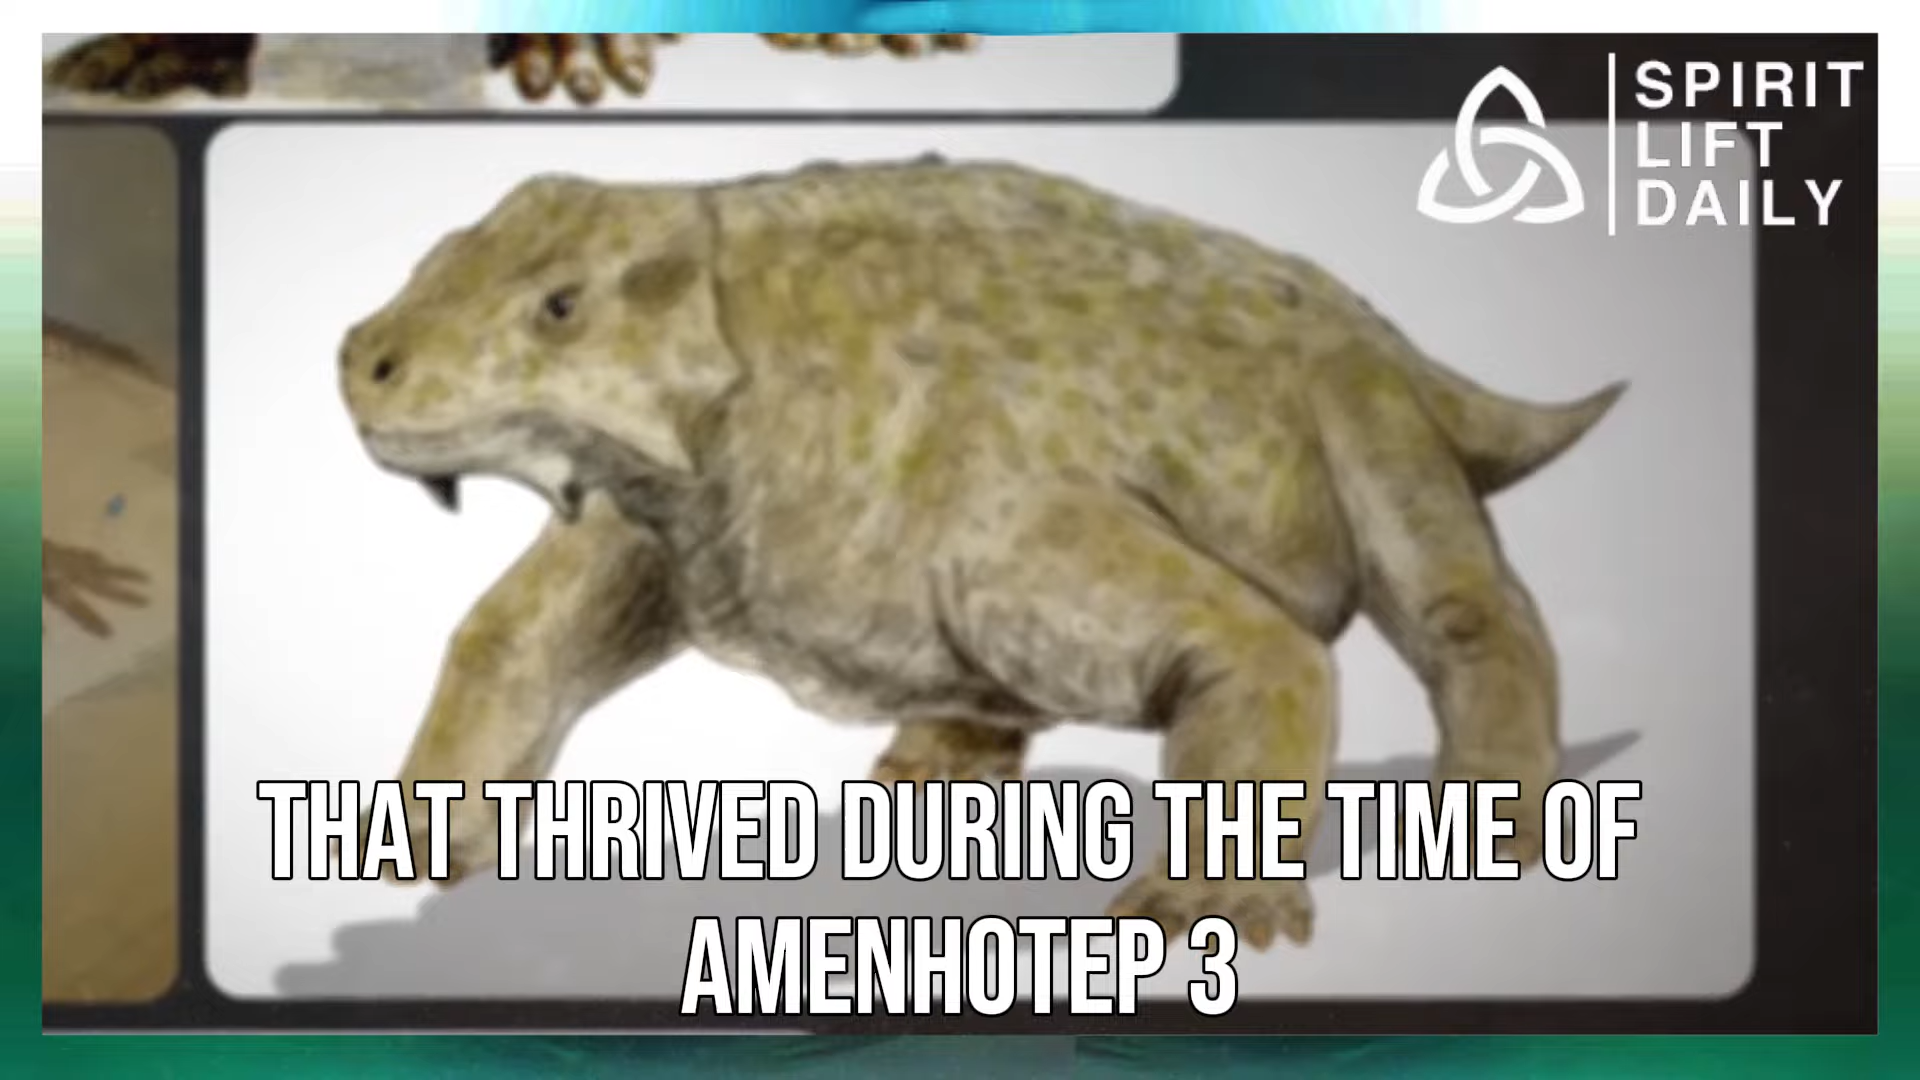 SPIRIT
LIFT
DAILY
THAT THRIVED DURING THE TIME OF
AMENHOTEP 3